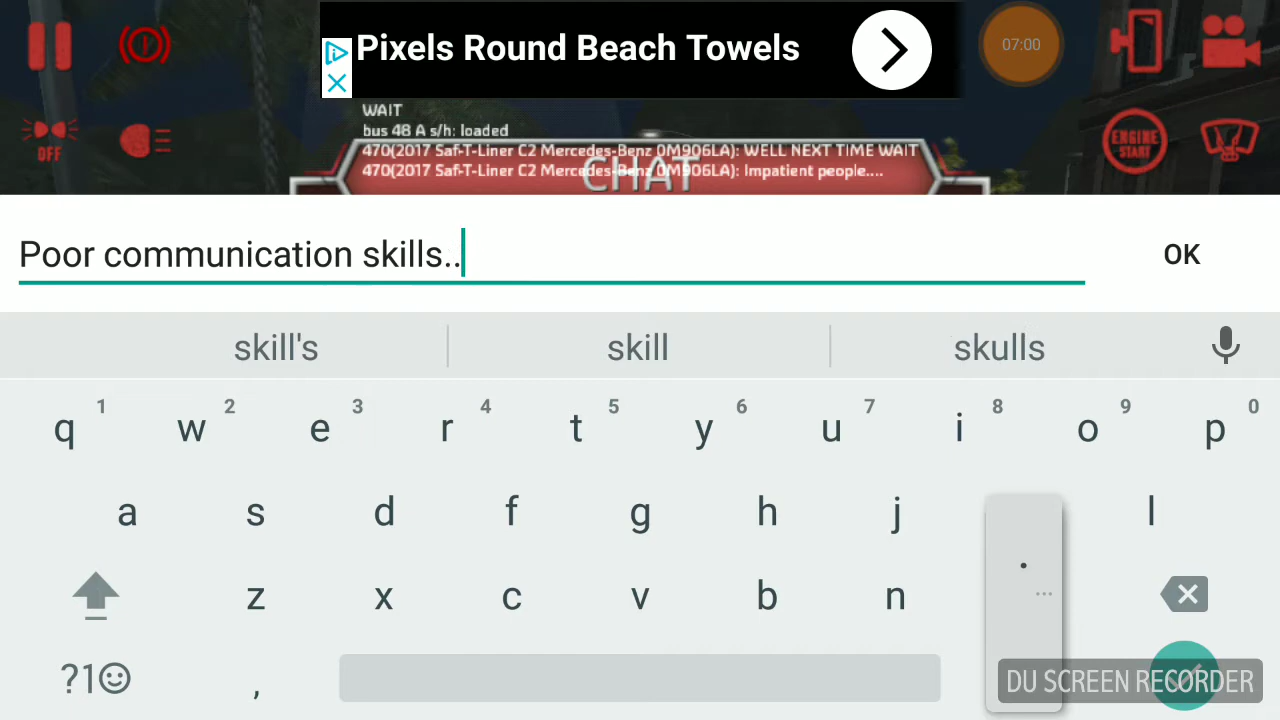 Pixels Round Beach Towels
07:00
OFF
ENGINE
START
WAIT
bus 48 A s/h: loaded
470(2017 Saf-T-Liner C2 Mercedes-Benz OM906LA): WELL NEXT TIME WAIT
470(2017 Saf-T-Liner C2 Mercedes-Benz OM906LA): Impatient people....
CHAT
Poor communication skills..
OK
skill's skill skulls
1 2 3 4 5 6 7 8 9 0
q w e r t y u i o p
a s d f g h j l
z x c v b n
. ...
?1 ,
DU SCREEN RECORDER